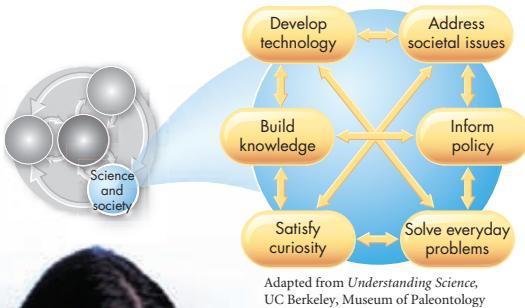 Develop
technology
Address
societal issues
Build
knowledge
Inform
policy
Science
and
society
Satisfy
curiosity
Solve everyday
problems
Adapted from Understanding Science,
UC Berkeley, Museum of Paleontology